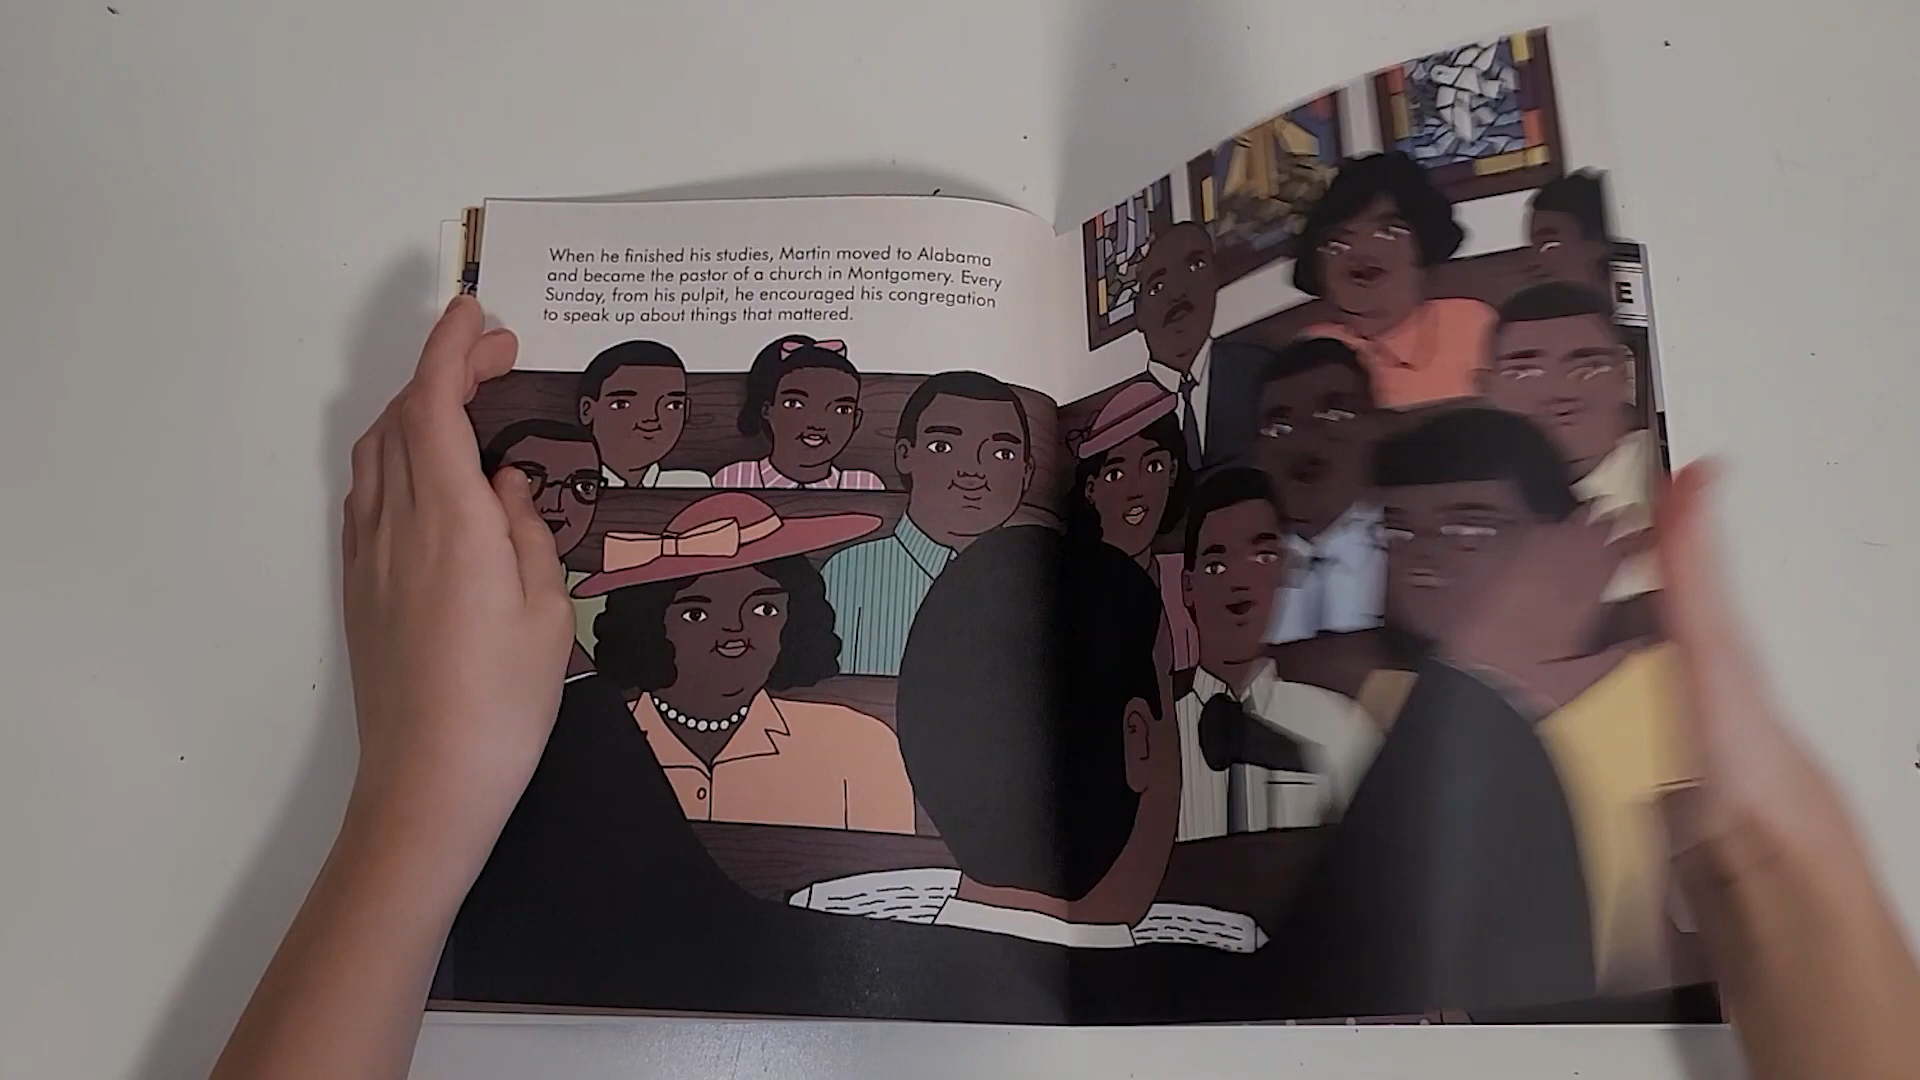 When he finished his studies, Martin moved to Alabama
and became the pastor of a church in Montgomery. Every
Sunday, from his pulpit, he encouraged his congregation
to speak up about things that mattered.
E